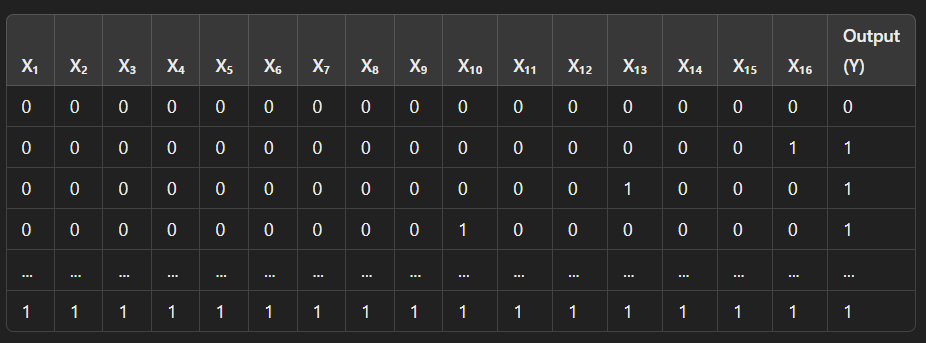 X₁ X₂ X₃ X₄ X₅ X₆ X₇ X₈ X₉ X₁₀ X₁₁ X₁₂ X₁₃ X₁₄ X₁₅ X₁₆ Output (Y)
0 0 0 0 0 0 0 0 0 0 0 0 0 0 0 0 0
0 0 0 0 0 0 0 0 0 0 0 0 0 0 0 1 1
0 0 0 0 0 0 0 0 0 0 0 0 1 0 0 0 1
0 0 0 0 0 0 0 0 0 1 0 0 0 0 0 0 1
... ... ... ... ... ... ... ... ... ... ... ... ... ... ... ... ...
1 1 1 1 1 1 1 1 1 1 1 1 1 1 1 1 1